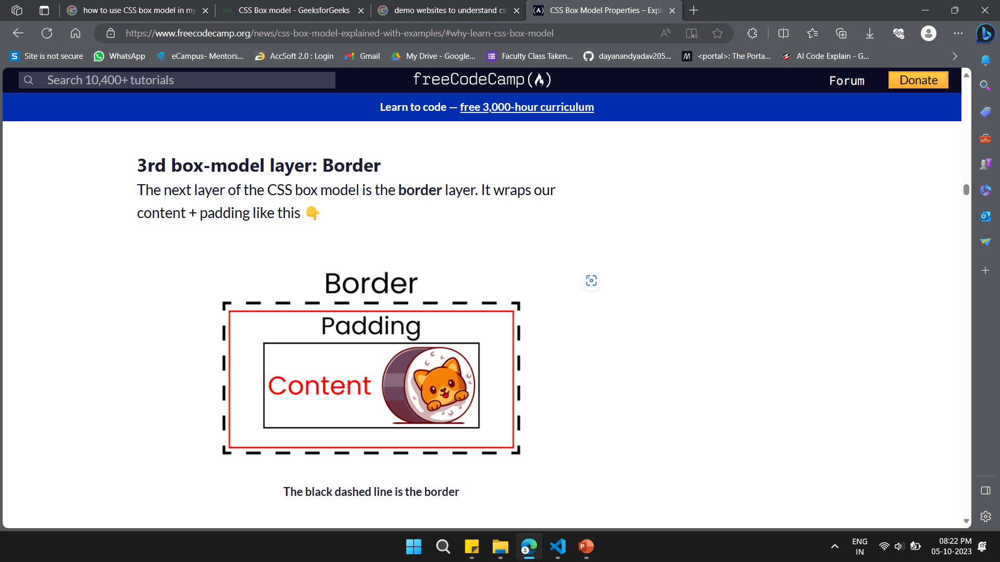 how to use CSS box model in my
CSS Box model - GeeksforGeeks
demo websites to understand css
CSS Box Model Properties – Expla
https://www.freecodecamp.org/news/css-box-model-explained-with-examples/#why-learn-css-box-model
Site is not secure
WhatsApp
eCampus- Mentors...
AccSoft 2.0 : Login
Gmail
My Drive - Google...
Faculty Class Taken...
dayanandyadav205...
<portal>: The Porta...
AI Code Explain - G...
Search 10,400+ tutorials
freeCodeCamp
Forum
Donate
Learn to code — free 3,000-hour curriculum
3rd box-model layer: Border
The next layer of the CSS box model is the border layer. It wraps our
content + padding like this 👇
Border
Padding
Content
The black dashed line is the border
ENG
IN
08:22 PM
05-10-2023